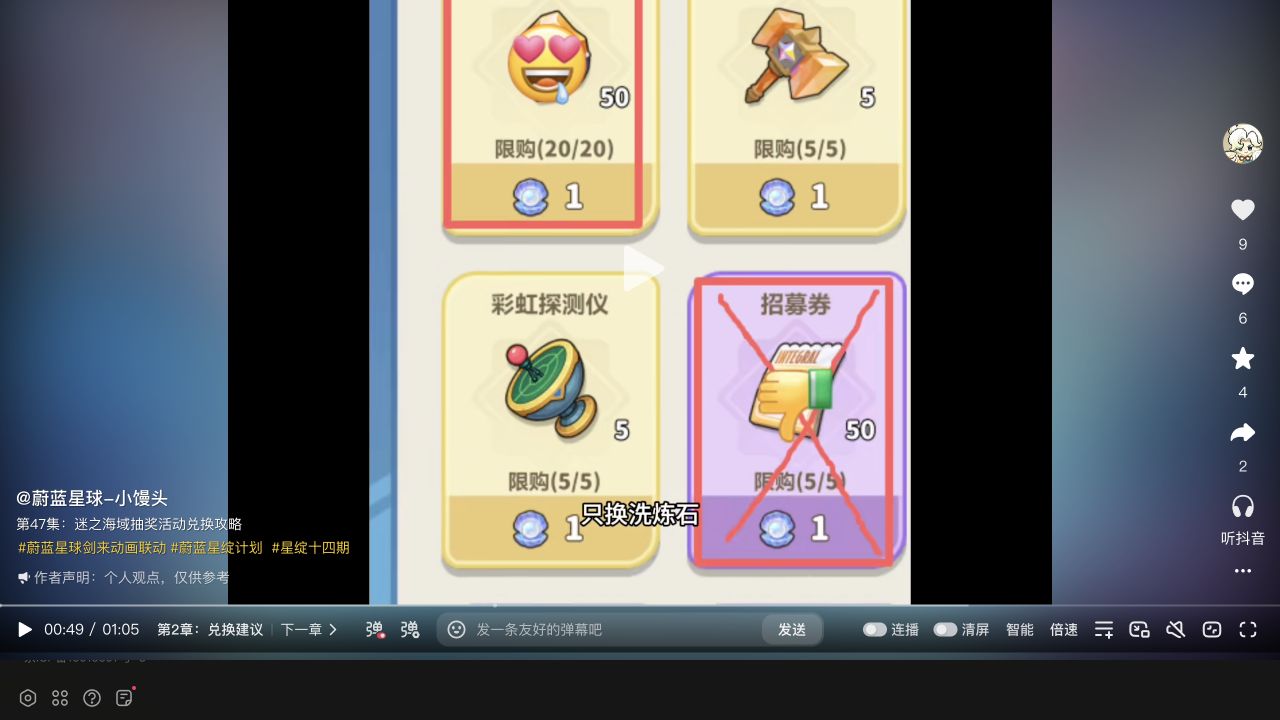 50
5
限购(20/20)
限购(5/5)
1
1
彩虹探测仪
招募券
INTEGRAL
5
50
限购(5/5)
限购(5/5)
1
1
只换洗炼石
9
6
4
2
听抖音
@蔚蓝星球-小馒头
第47集：迷之海域抽奖活动兑换攻略
#蔚蓝星球剑来动画联动 #蔚蓝星绽计划 #星绽十四期
作者声明：个人观点，仅供参考
00:49 / 01:05
第2章：兑换建议
下一章
弹
弹
发一条友好的弹幕吧
发送
连播
清屏
智能
倍速